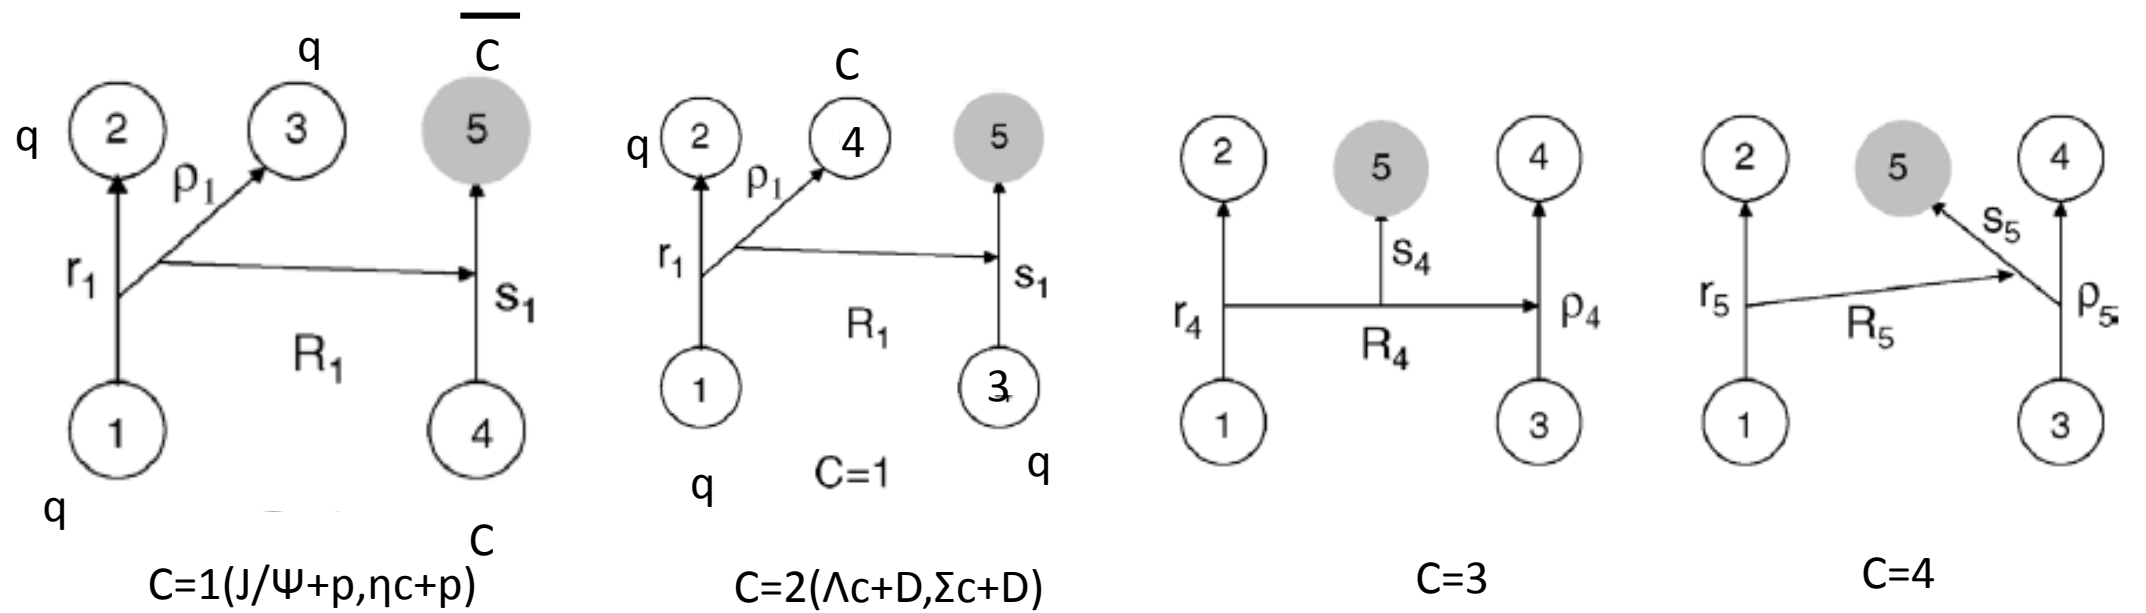 q
C̅
2
3
5
q
ρ1
r1
s1
R1
1
4
q
C
C=1(J/Ψ+p,ηc+p)
C
q
2
4
5
ρ1
r1
s1
R1
1
3
q
q
C=1
C=2(Λc+D,Σc+D)
2
5
4
s4
r4
ρ4
R4
1
3
C=3
2
5
4
s5
r5
ρ5
R5
1
3
C=4